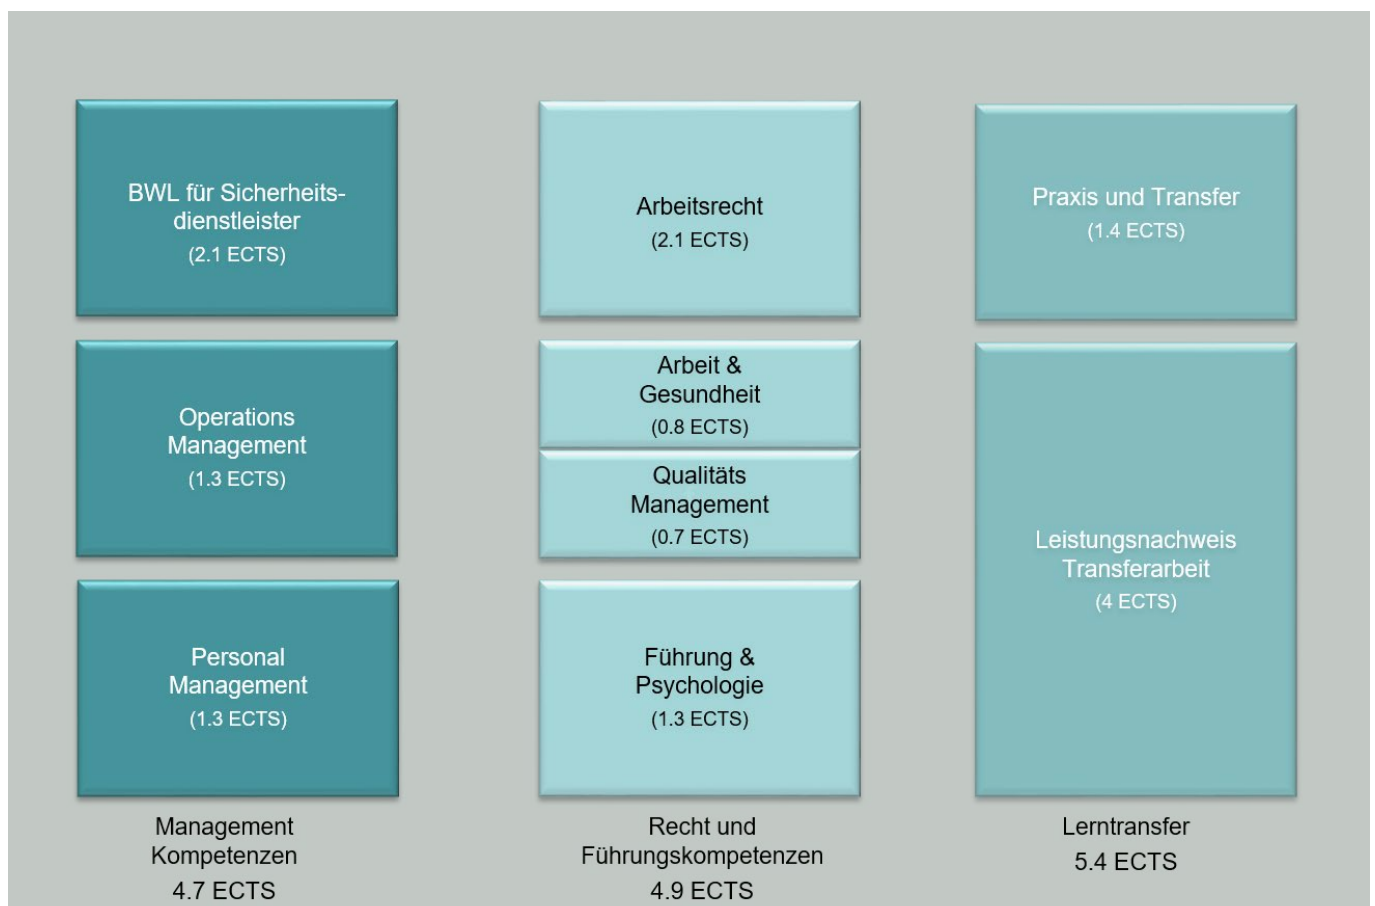 BWL für Sicherheits-
dienstleister
(2.1 ECTS)
Operations
Management
(1.3 ECTS)
Personal
Management
(1.3 ECTS)
Management
Kompetenzen
4.7 ECTS
Arbeitsrecht
(2.1 ECTS)
Arbeit &
Gesundheit
(0.8 ECTS)
Qualitäts
Management
(0.7 ECTS)
Führung &
Psychologie
(1.3 ECTS)
Recht und
Führungskompetenzen
4.9 ECTS
Praxis und Transfer
(1.4 ECTS)
Leistungsnachweis
Transferarbeit
(4 ECTS)
Lerntransfer
5.4 ECTS